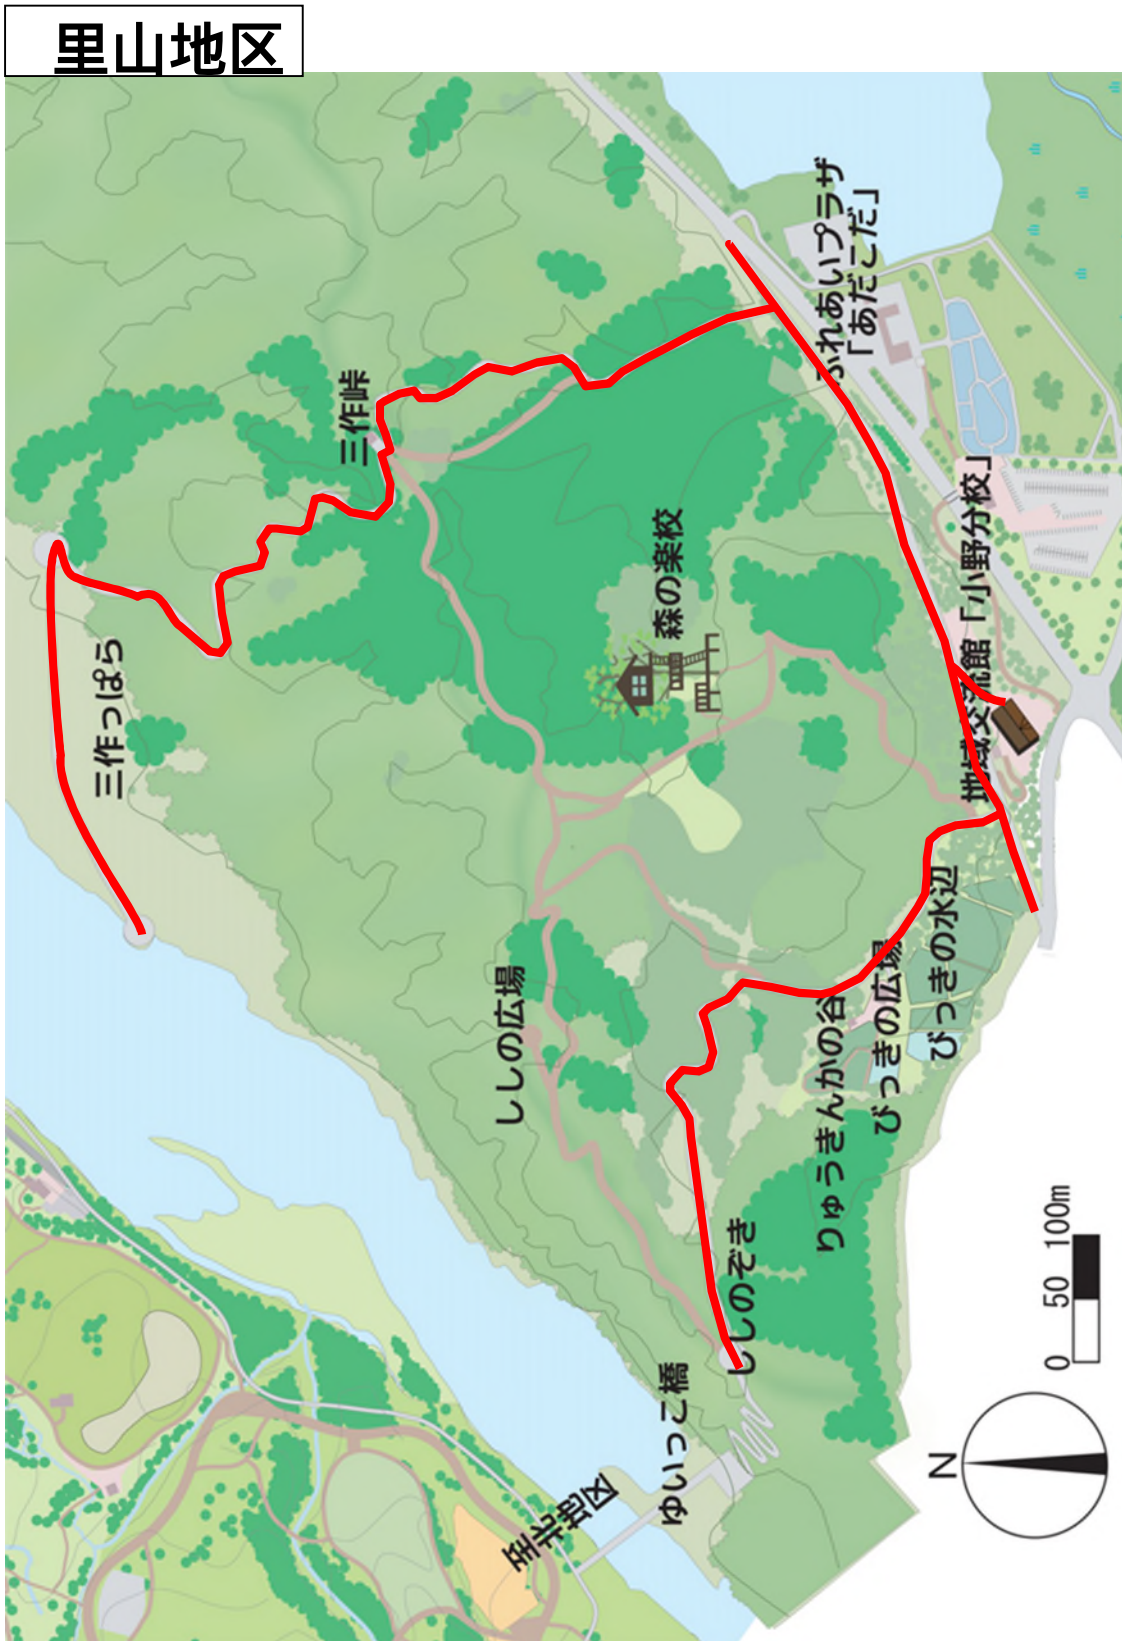 里山地区
ふれあいプラザ
「あだこだ」
三作峠
地域交流館「小野分校」
森の楽校
三作っぱら
びっきの水辺
びっきの広場
りゅうきんかの谷
ししの広場
ししのぞき
ゆいっこ橋
至北地区
0 50 100m
N